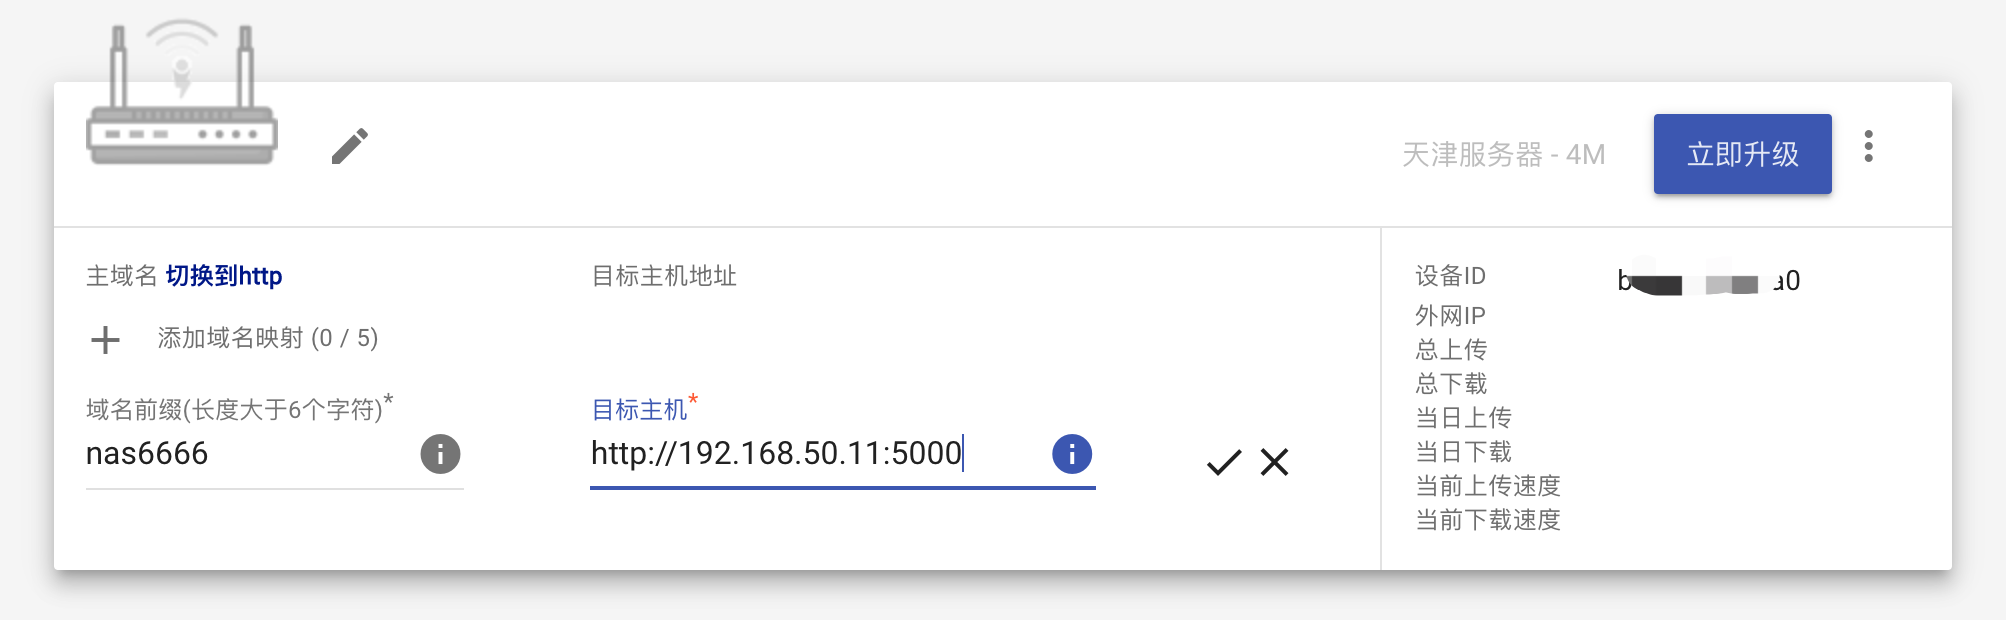 天津服务器 - 4M
立即升级
主域名 切换到http
目标主机地址
添加域名映射 (0 / 5)
域名前缀(长度大于6个字符)*
目标主机*
nas6666
http://192.168.50.11:5000
设备ID
外网IP
总上传
总下载
当日上传
当日下载
当前上传速度
当前下载速度